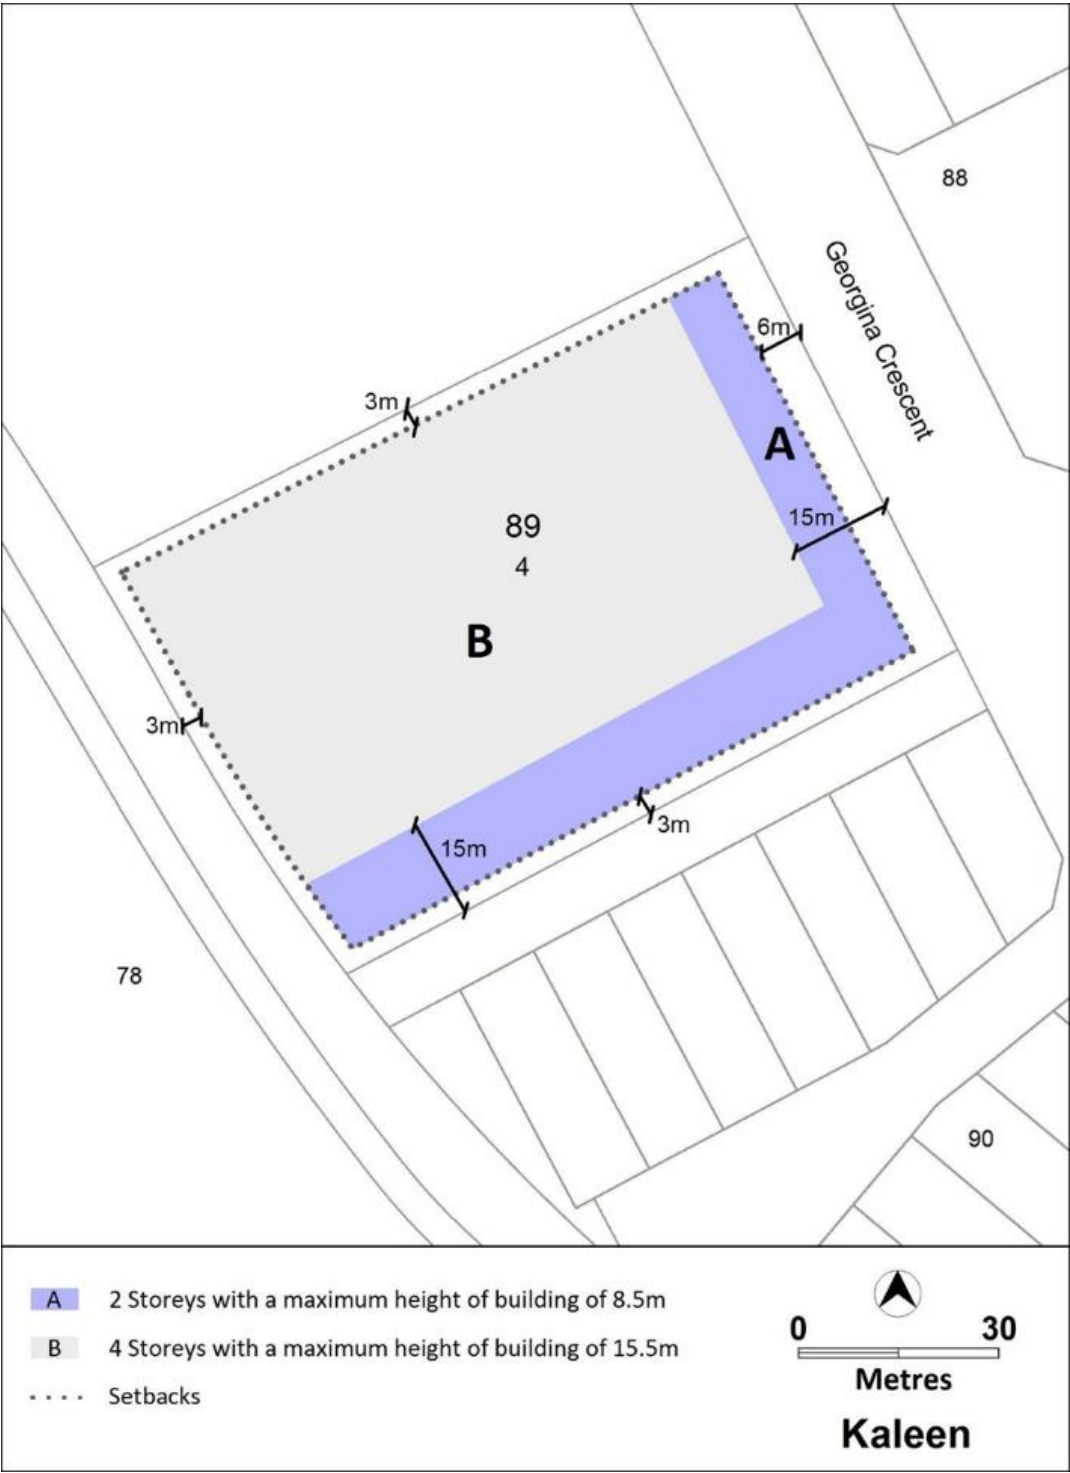 88
Georgina Crescent
6m
3m
A
15m
89
4
B
3m
3m
15m
78
90
A 2 Storeys with a maximum height of building of 8.5m
B 4 Storeys with a maximum height of building of 15.5m
Setbacks
0 30
Metres
Kaleen